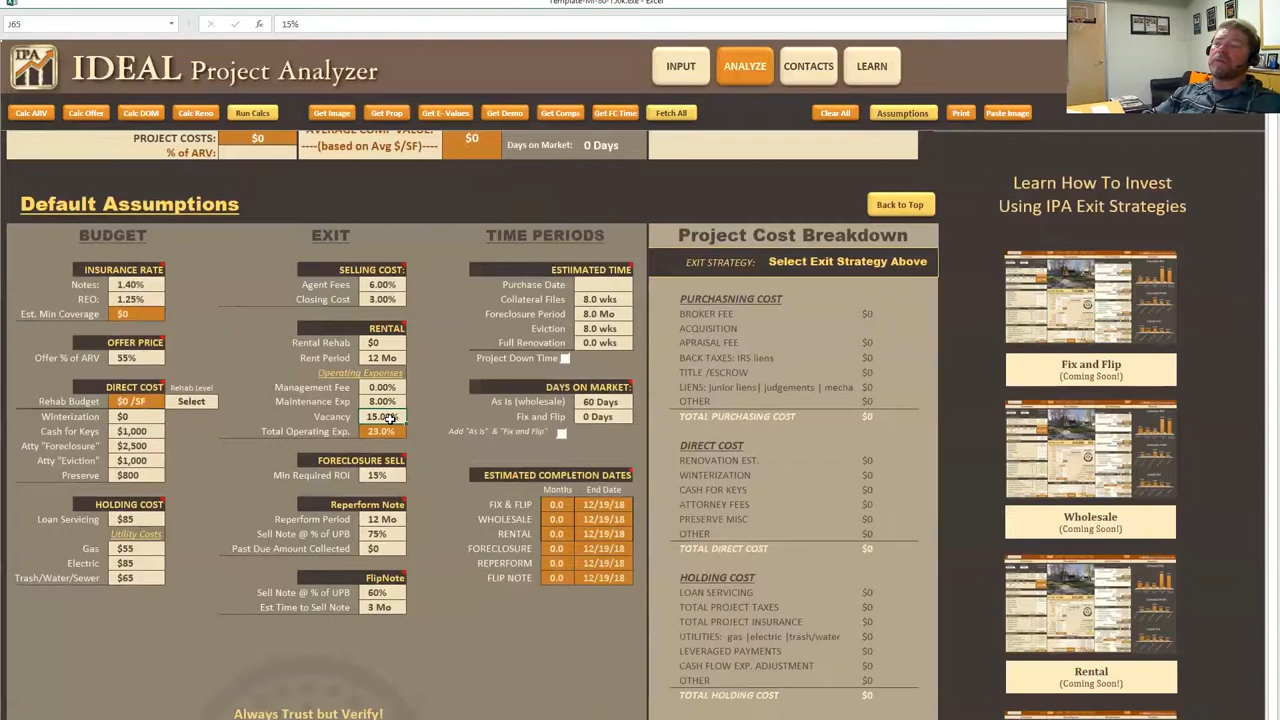 J65
15%
IPA
IDEAL Project Analyzer
INPUT
ANALYZE
CONTACTS
LEARN
Calc ARV
Calc Offer
Calc DOM
Calc Reno
Run Calcs
Get Image
Get Prop
Get E- Values
Get Demo
Get Comps
Get FC Time
Fetch All
Clear All
Assumptions
Print
Paste Image
PROJECT COSTS: $0
% of ARV:
AVERAGE COMP VALUE:
----(based on Avg $/SF)----
$0
Days on Market: 0 Days
Default Assumptions
Back to Top
BUDGET
INSURANCE RATE
Notes: 1.40%
REO: 1.25%
Est. Min Coverage $0
OFFER PRICE
Offer % of ARV 55%
DIRECT COST Rehab Level
Rehab Budget $0 /SF Select
Winterization $0
Cash for Keys $1,000
Atty "Foreclosure" $2,500
Atty "Eviction" $1,000
Preserve $800
HOLDING COST
Loan Servicing $85
Utility Costs
Gas $55
Electric $85
Trash/Water/Sewer $65
EXIT
SELLING COST:
Agent Fees 6.00%
Closing Cost 3.00%
RENTAL
Rental Rehab $0
Rent Period 12 Mo
Operating Expenses
Management Fee 0.00%
Maintenance Exp 8.00%
Vacancy 15.00%
Total Operating Exp. 23.0%
FORECLOSURE SELL
Min Required ROI 15%
Reperform Note
Reperform Period 12 Mo
Sell Note @ % of UPB 75%
Past Due Amount Collected $0
FlipNote
Sell Note @ % of UPB 60%
Est Time to Sell Note 3 Mo
TIME PERIODS
ESTIIMATED TIME
Purchase Date
Collateral Files 8.0 wks
Foreclosure Period 8.0 Mo
Eviction 8.0 wks
Full Renovation 0.0 wks
Project Down Time
DAYS ON MARKET:
As Is (wholesale) 60 Days
Fix and Flip 0 Days
Add "As Is" & "Fix and Flip"
ESTIMATED COMPLETION DATES
Months End Date
FIX & FLIP 0.0 12/19/18
WHOLESALE 0.0 12/19/18
RENTAL 0.0 12/19/18
FORECLOSURE 0.0 12/19/18
REPERFORM 0.0 12/19/18
FLIP NOTE 0.0 12/19/18
Project Cost Breakdown
EXIT STRATEGY: Select Exit Strategy Above
PURCHASNING COST
BROKER FEE $0
ACQUISITION
APRAISAL FEE $0
BACK TAXES: IRS liens $0
TITLE /ESCROW $0
LIENS: junior liens| judgements | mecha $0
OTHER $0
TOTAL PURCHASING COST $0
DIRECT COST
RENOVATION EST. $0
WINTERIZATION $0
CASH FOR KEYS $0
ATTORNEY FEES $0
PRESERVE MISC $0
OTHER $0
TOTAL DIRECT COST $0
HOLDING COST
LOAN SERVICING $0
TOTAL PROJECT TAXES $0
TOTAL PROJECT INSURANCE $0
UTILITIES: gas |electric |trash/water $0
LEVERAGED PAYMENTS $0
CASH FLOW EXP. ADJUSTMENT $0
OTHER $0
TOTAL HOLDING COST $0
Learn How To Invest
Using IPA Exit Strategies
Fix and Flip
(Coming Soon!)
Wholesale
(Coming Soon!)
Rental
(Coming Soon!)
Always Trust but Verify!